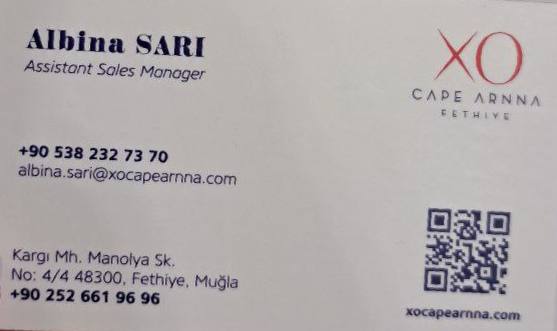 Albina SARI
Assistant Sales Manager
XO
CAPE ARNNA
FETHIYE
+90 538 232 73 70
albina.sari@xocapearnna.com
Kargı Mh. Manolya Sk.
No: 4/4 48300, Fethiye, Muğla
+90 252 661 96 96
xocapearnna.com